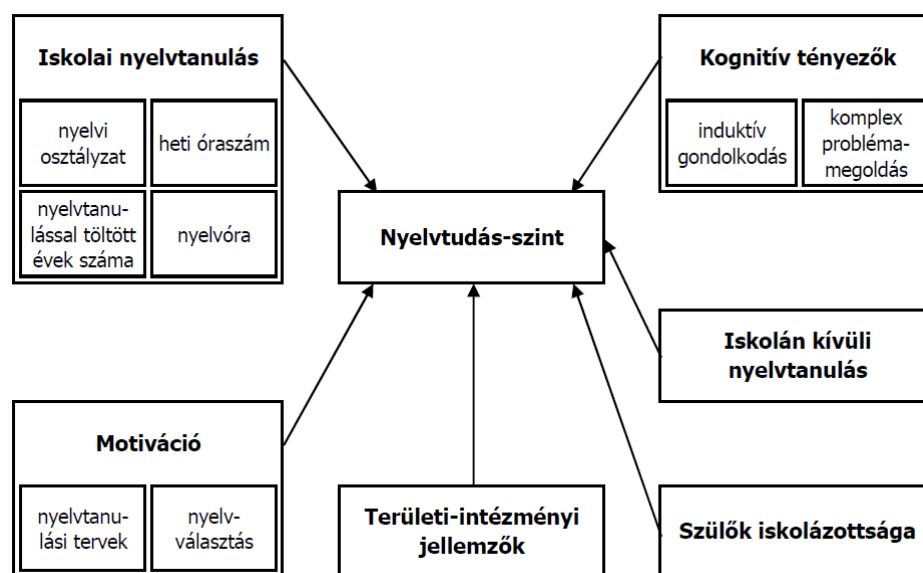 Iskolai nyelvtanulás
nyelvi
osztályzat
heti óraszám
nyelvtanu-
lással töltött
évek száma
nyelvóra
Kognitív tényezők
induktív
gondolkodás
komplex
probléma-
megoldás
Nyelvtudás-szint
Iskolán kívüli
nyelvtanulás
Motiváció
nyelvtanu-
lási tervek
nyelv-
választás
Területi-intézményi
jellemzők
Szülők iskolázottsága